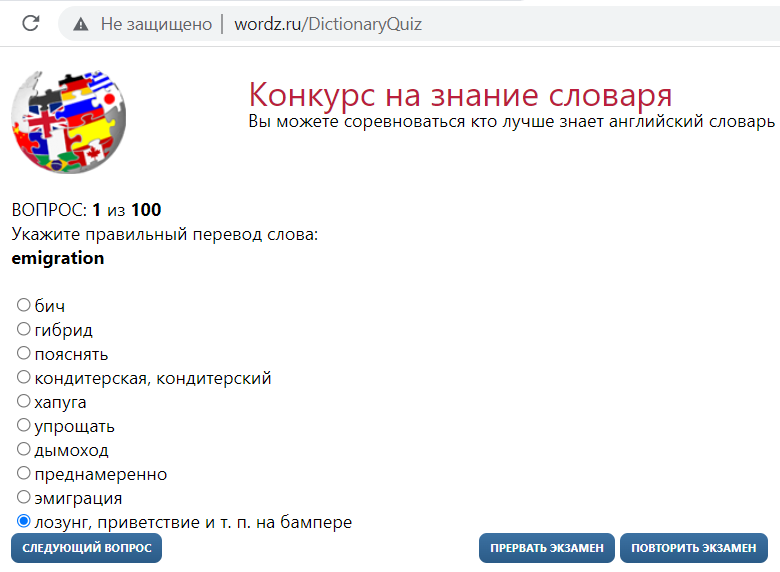 Не защищено | wordz.ru/DictionaryQuiz
Конкурс на знание словаря
Вы можете соревноваться кто лучше знает английский словарь
ВОПРОС: 1 из 100
Укажите правильный перевод слова:
emigration
бич
гибрид
пояснять
кондитерская, кондитерский
хапуга
упрощать
дымоход
преднамеренно
эмиграция
лозунг, приветствие и т. п. на бампере
СЛЕДУЮЩИЙ ВОПРОС ПРЕРВАТЬ ЭКЗАМЕН ПОВТОРИТЬ ЭКЗАМЕН